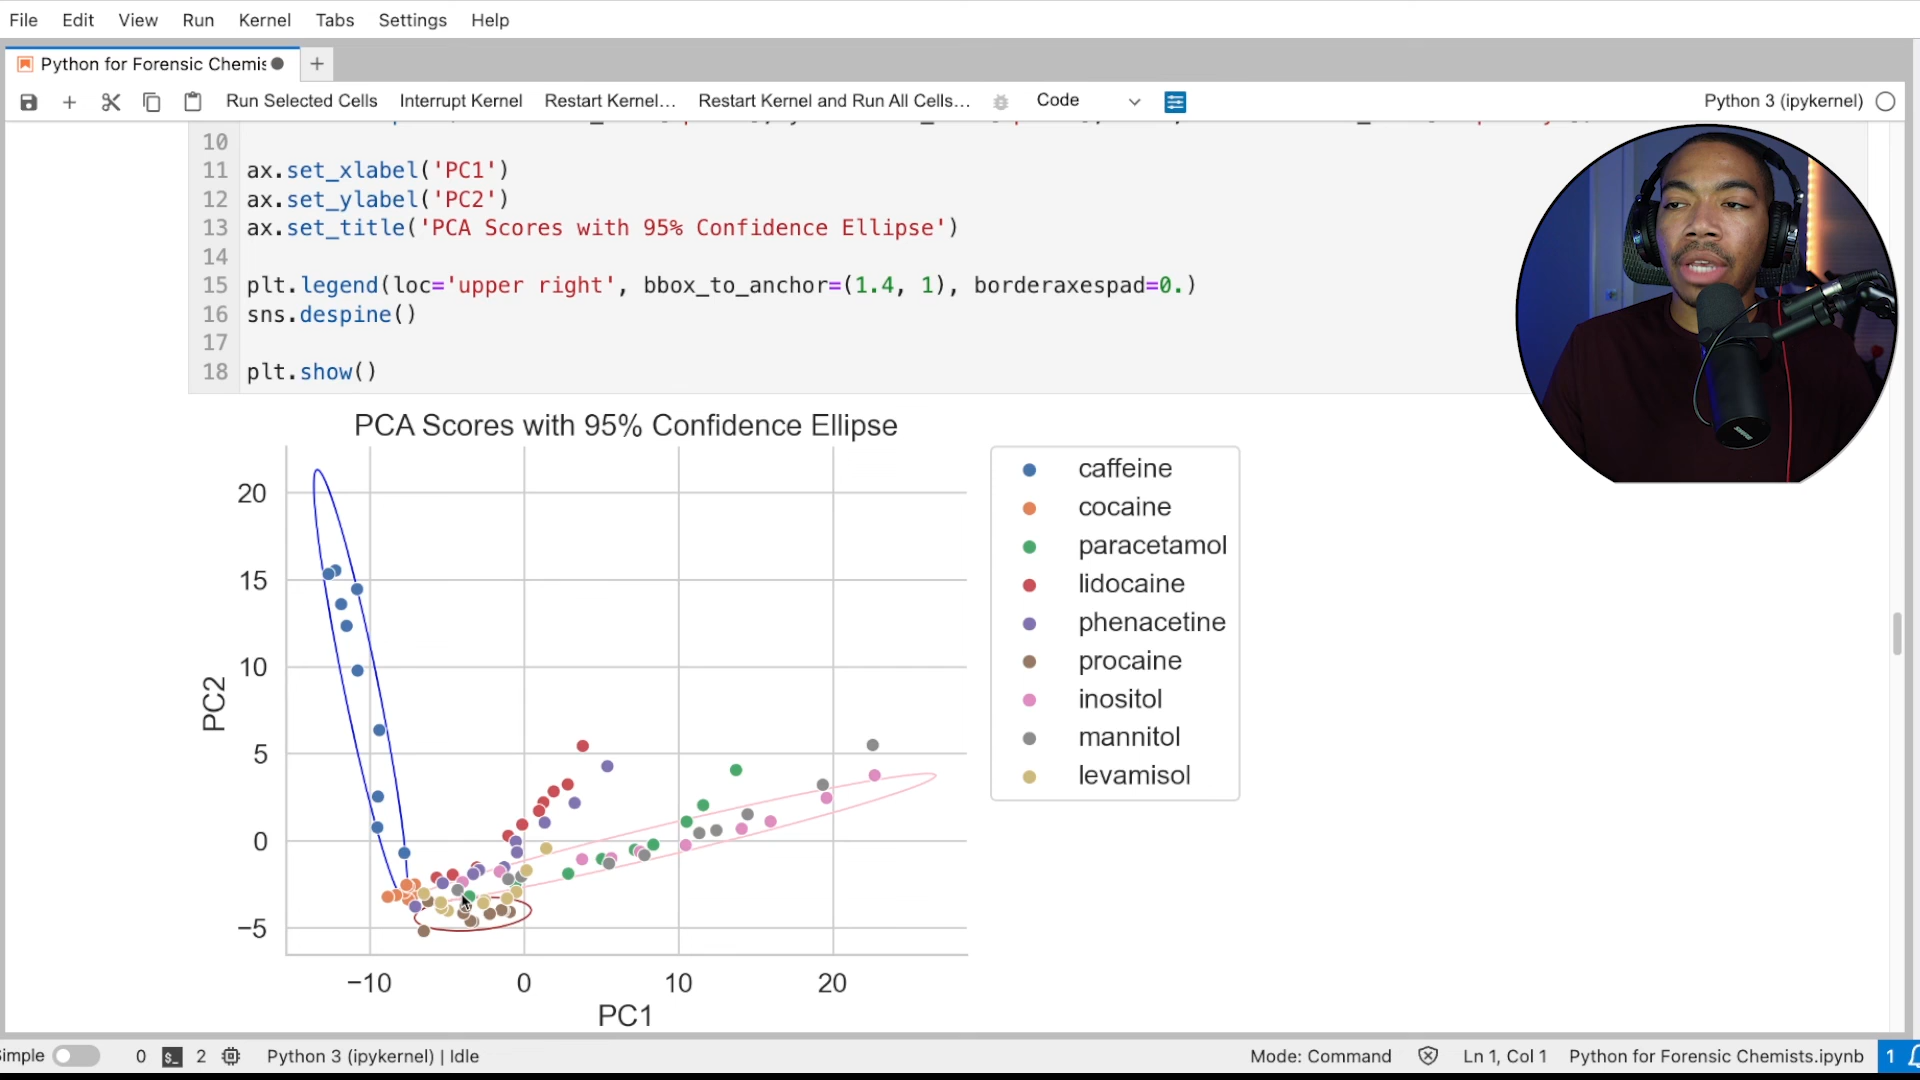 File Edit View Run Kernel Tabs Settings Help
Python for Forensic Chemis
Run Selected Cells Interrupt Kernel Restart Kernel... Restart Kernel and Run All Cells... Code Python 3 (ipykernel)
10
11 ax.set_xlabel('PC1')
12 ax.set_ylabel('PC2')
13 ax.set_title('PCA Scores with 95% Confidence Ellipse')
14
15 plt.legend(loc='upper right', bbox_to_anchor=(1.4, 1), borderaxespad=0.)
16 sns.despine()
17
18 plt.show()
PCA Scores with 95% Confidence Ellipse
20
15
10
5
0
−5
PC2
−10 0 10 20
PC1
caffeine
cocaine
paracetamol
lidocaine
phenacetine
procaine
inositol
mannitol
levamisol
imple 0 $_ 2 Python 3 (ipykernel) | Idle Mode: Command Ln 1, Col 1 Python for Forensic Chemists.ipynb 1